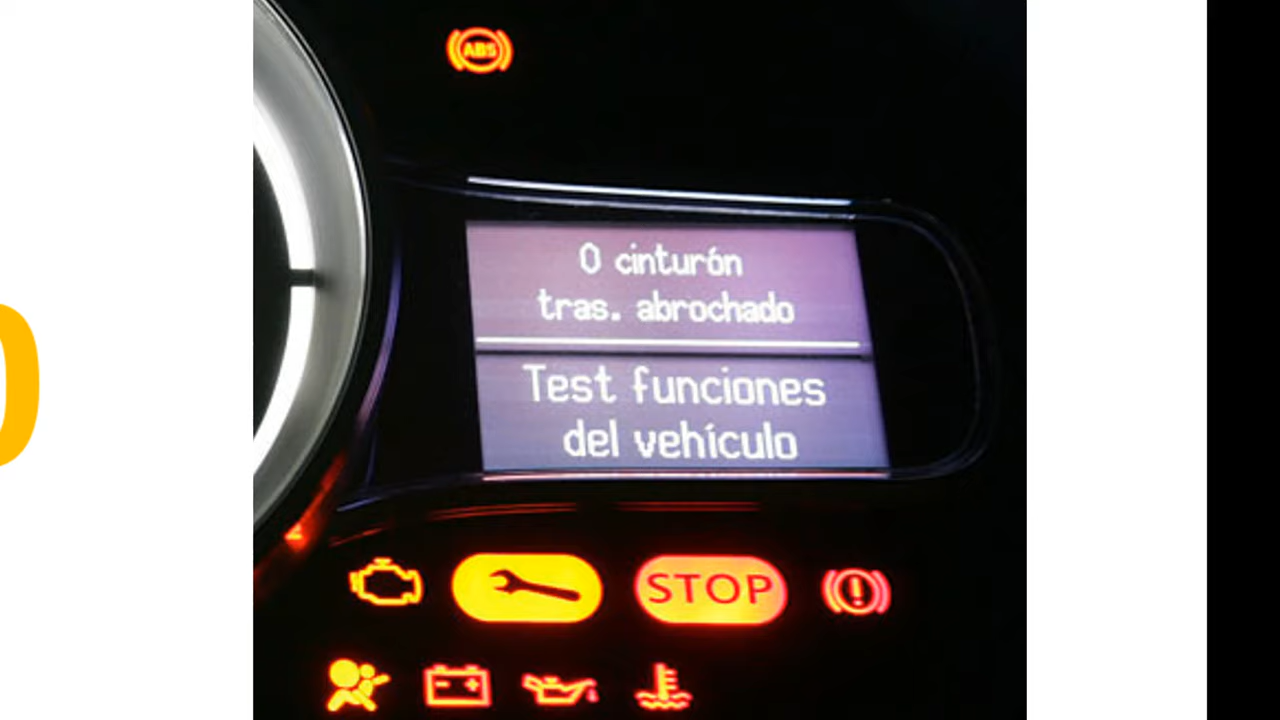 ABS
0 cinturón
tras. abrochado
Test funciones
del vehículo
STOP